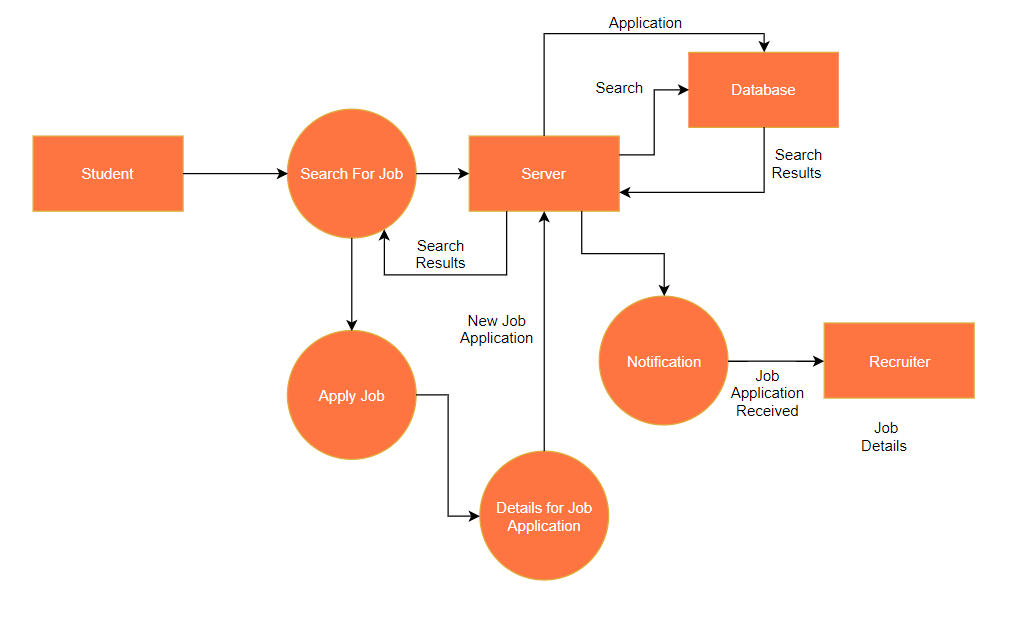 Application
Search
Database
Search
Results
Student
Search For Job
Server
Search
Results
New Job
Application
Notification
Recruiter
Job
Application
Received
Apply Job
Job
Details
Details for Job
Application